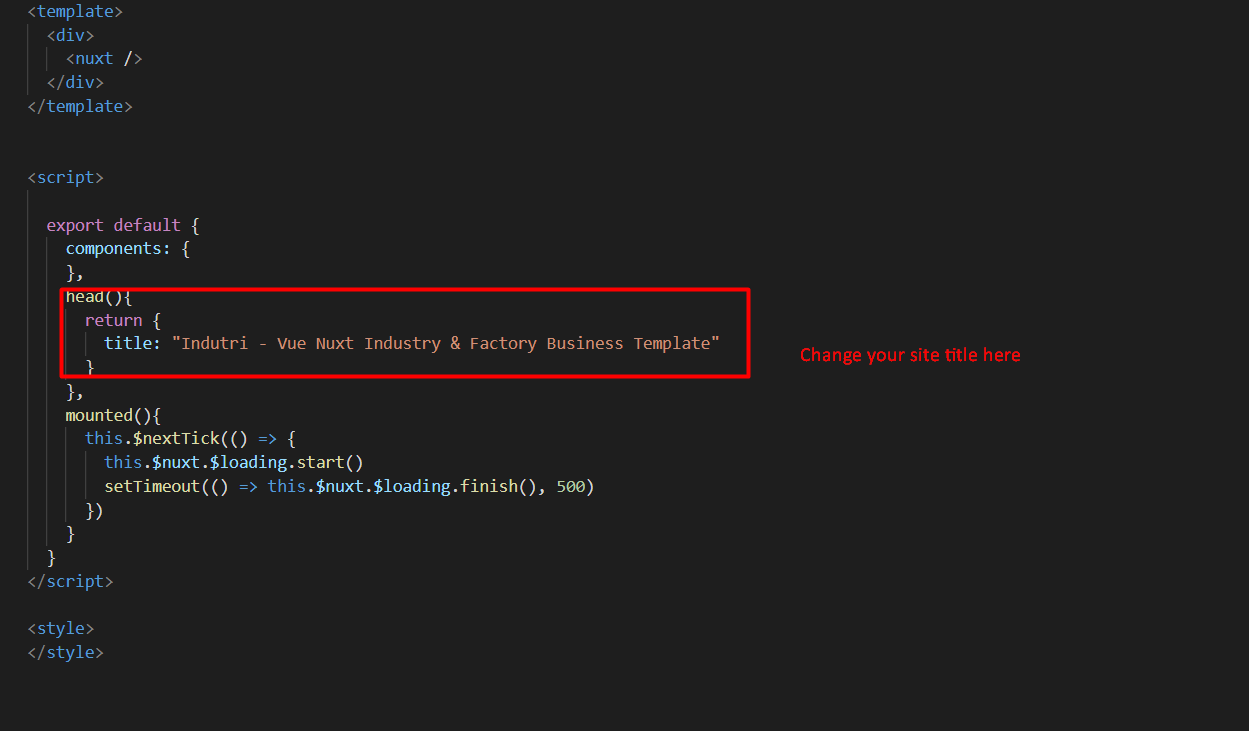 <template>
<div>
<nuxt />
</div>
</template>
<script>
export default {
components: {
},
head(){
return {
title: "Indutri - Vue Nuxt Industry & Factory Business Template"
}
Change your site title here
},
mounted(){
this.$nextTick(() => {
this.$nuxt.$loading.start()
setTimeout(() => this.$nuxt.$loading.finish(), 500)
})
}
}
</script>
<style>
</style>